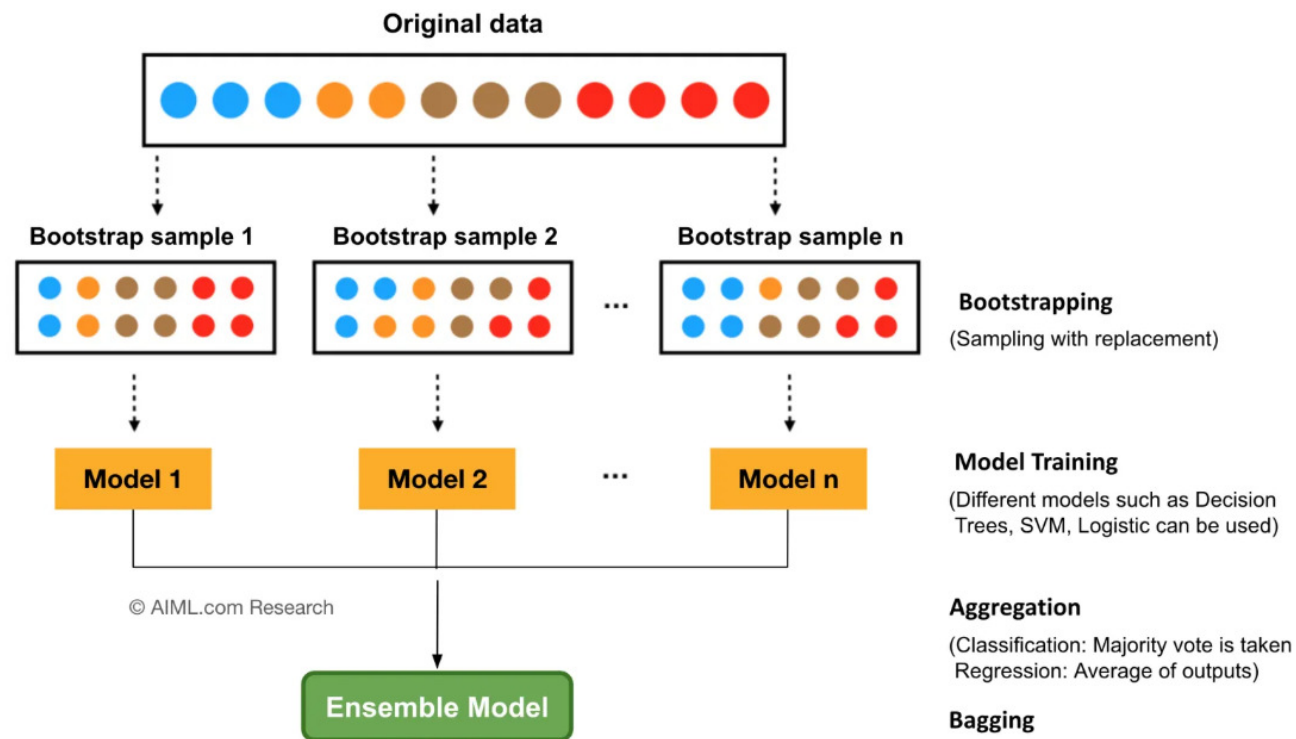 Original data
Bootstrap sample 1
Bootstrap sample 2
Bootstrap sample n
...
Bootstrapping
(Sampling with replacement)
Model 1
Model 2
...
Model n
Model Training
(Different models such as Decision
Trees, SVM, Logistic can be used)
© AIML.com Research
Aggregation
(Classification: Majority vote is taken
Regression: Average of outputs)
Ensemble Model
Bagging